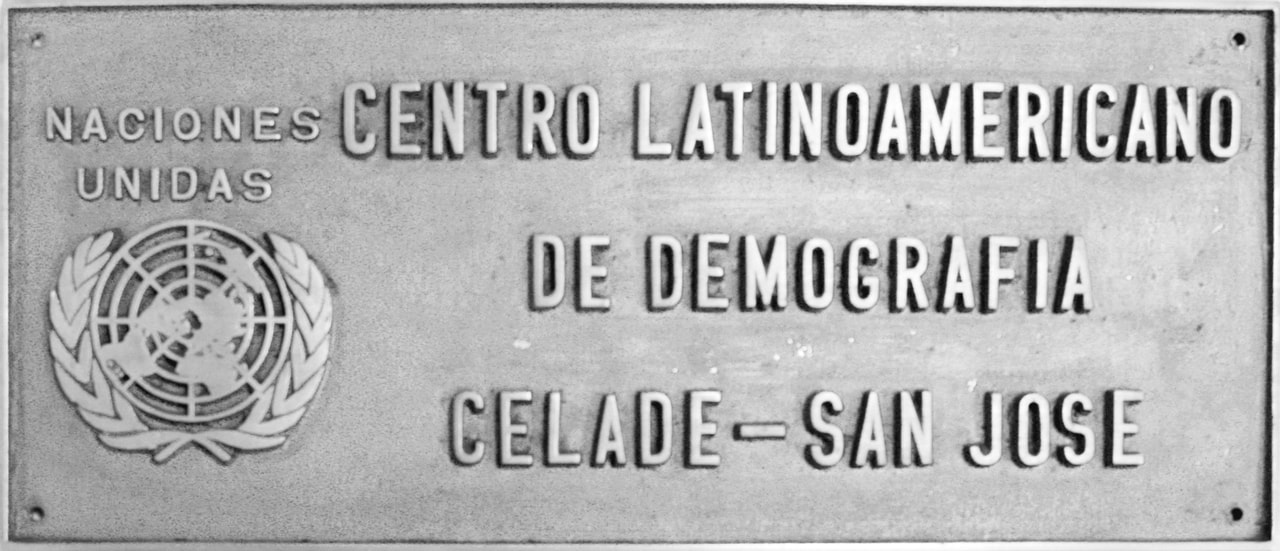 NACIONES
UNIDAS
CENTRO LATINOAMERICANO
DE DEMOGRAFIA
CELADE — SAN JOSE